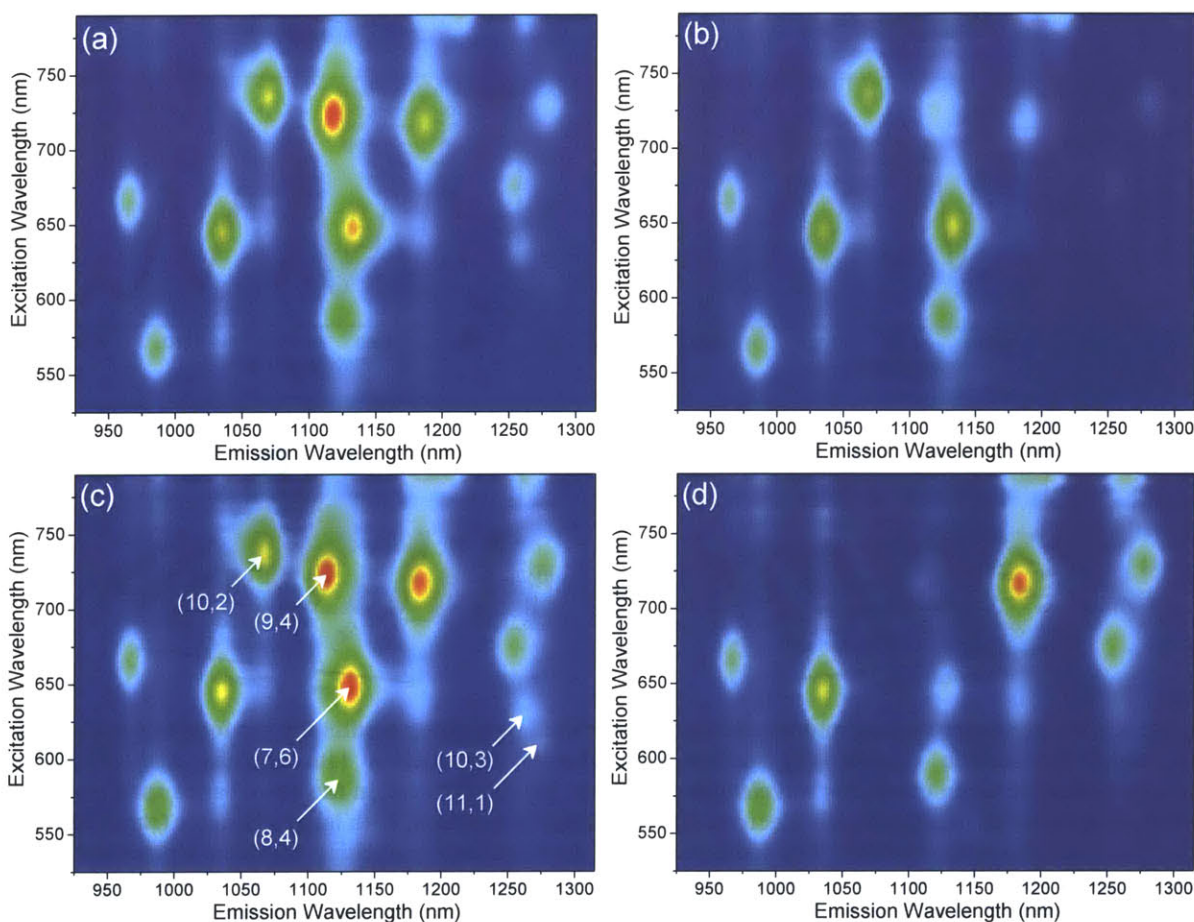 (a)
Excitation Wavelength (nm)
750
700
650
600
550
950 1000 1050 1100 1150 1200 1250 1300
Emission Wavelength (nm)
(b)
Excitation Wavelength (nm)
750
700
650
600
550
950 1000 1050 1100 1150 1200 1250 1300
Emission Wavelength (nm)
(c)
Excitation Wavelength (nm)
750
700
650
600
550
(10,2)
(9,4)
(7,6)
(10,3)
(11,1)
(8,4)
950 1000 1050 1100 1150 1200 1250 1300
Emission Wavelength (nm)
(d)
Excitation Wavelength (nm)
750
700
650
600
550
950 1000 1050 1100 1150 1200 1250 1300
Emission Wavelength (nm)